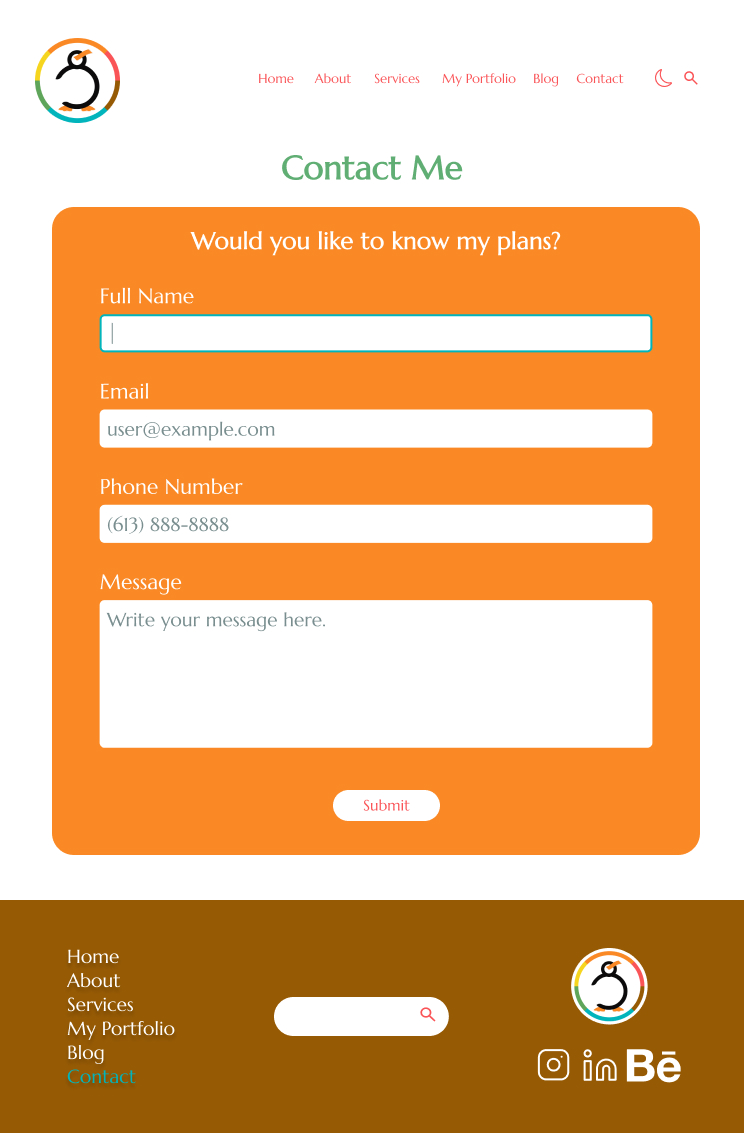 Home About Services My Portfolio Blog Contact
Contact Me
Would you like to know my plans?
Full Name
Email
user@example.com
Phone Number
(613) 888-8888
Message
Write your message here.
Submit
Home
About
Services
My Portfolio
Blog
Contact
Bē